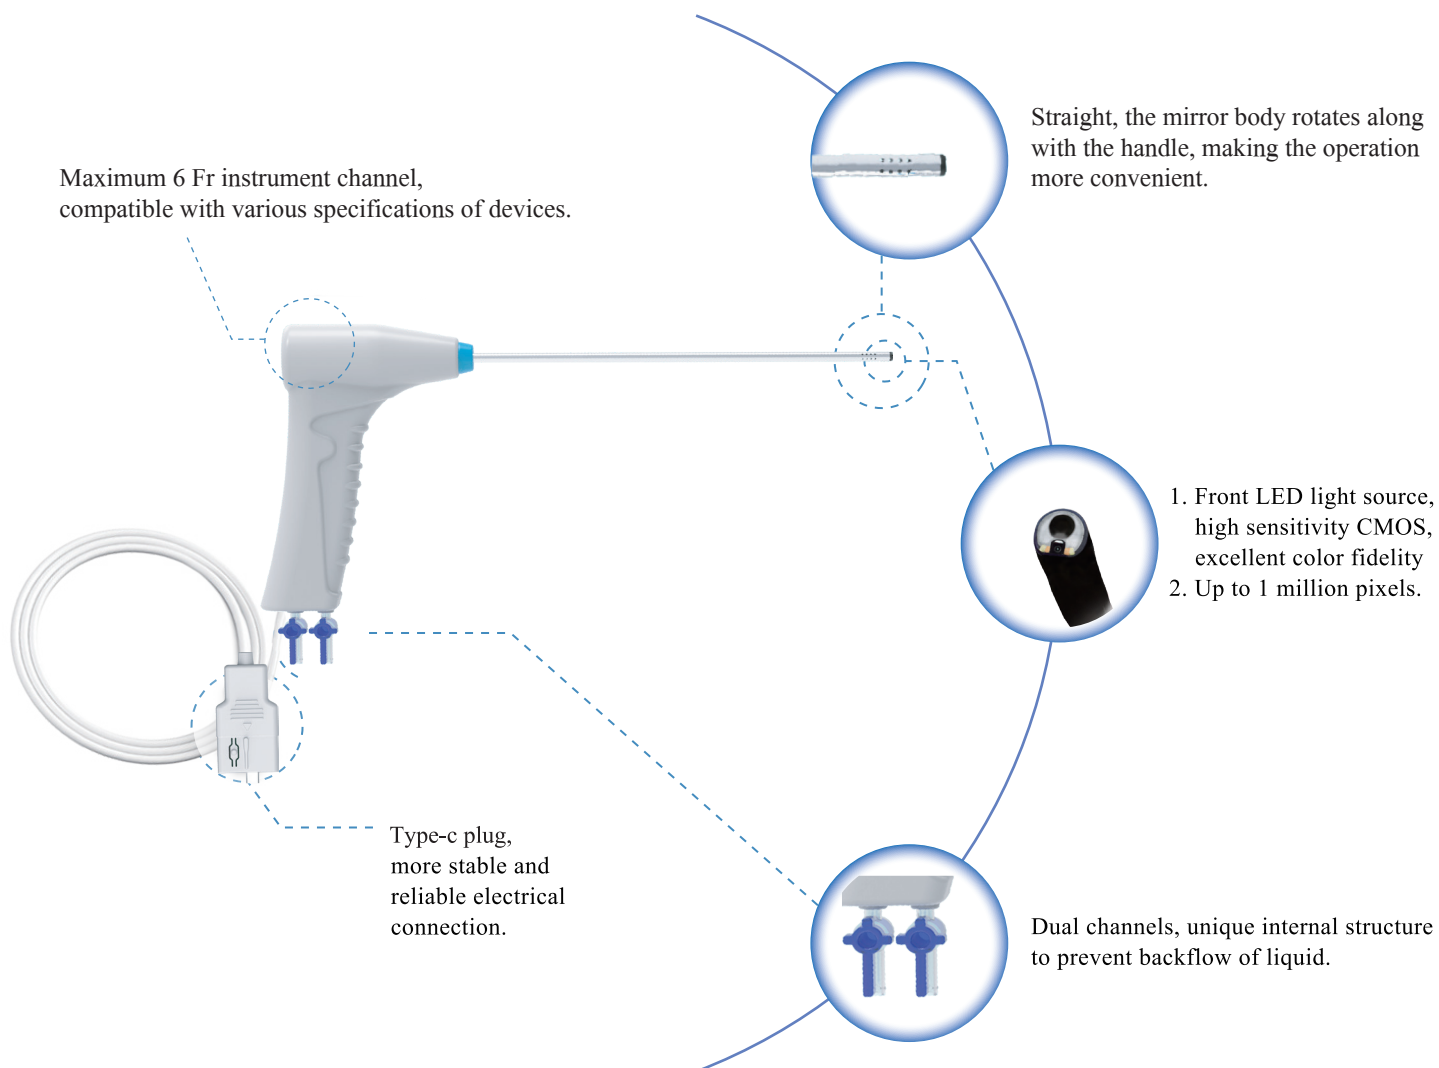 Straight, the mirror body rotates along
with the handle, making the operation
more convenient.
Maximum 6 Fr instrument channel,
compatible with various specifications of devices.
1. Front LED light source,
high sensitivity CMOS,
excellent color fidelity
2. Up to 1 million pixels.
Type-c plug,
more stable and
reliable electrical
connection.
Dual channels, unique internal structure
to prevent backflow of liquid.